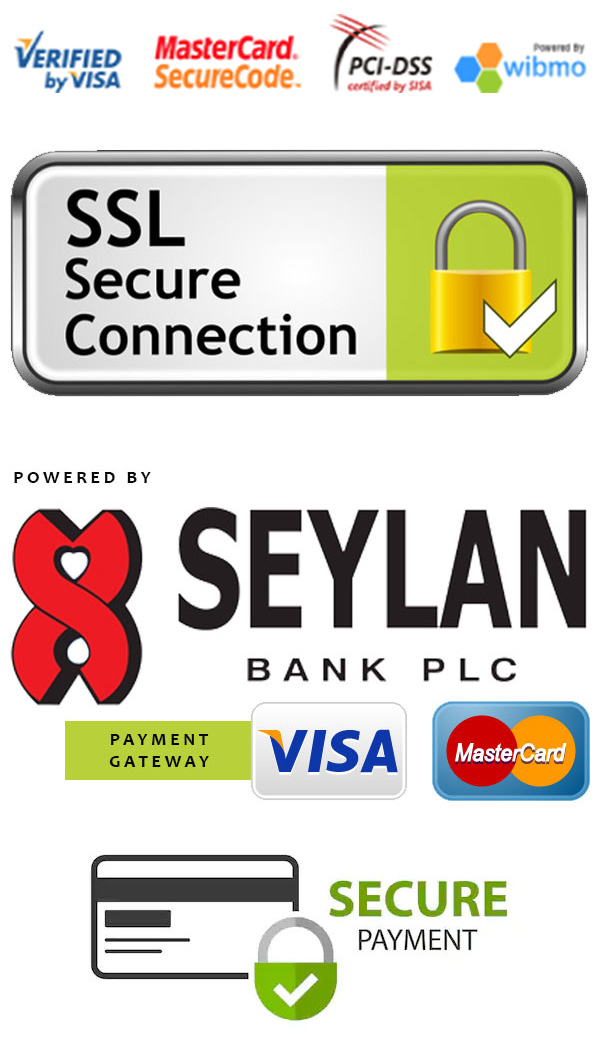 VERIFIED
by VISA
MasterCard.
SecureCode.
PCI-DSS
certified by SISA
Powered By
wibmo
SSL
Secure
Connection
POWERED BY
SEYLAN
BANK PLC
PAYMENT
GATEWAY
VISA
MasterCard
SECURE
PAYMENT